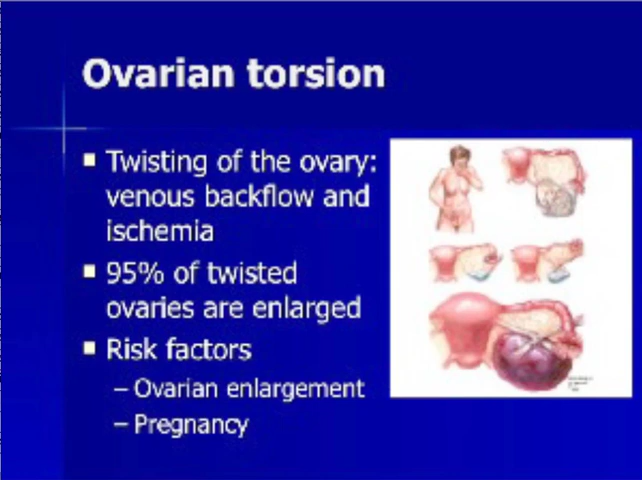 Ovarian torsion
Twisting of the ovary:
venous backflow and
ischemia
95% of twisted
ovaries are enlarged
Risk factors
– Ovarian enlargement
– Pregnancy